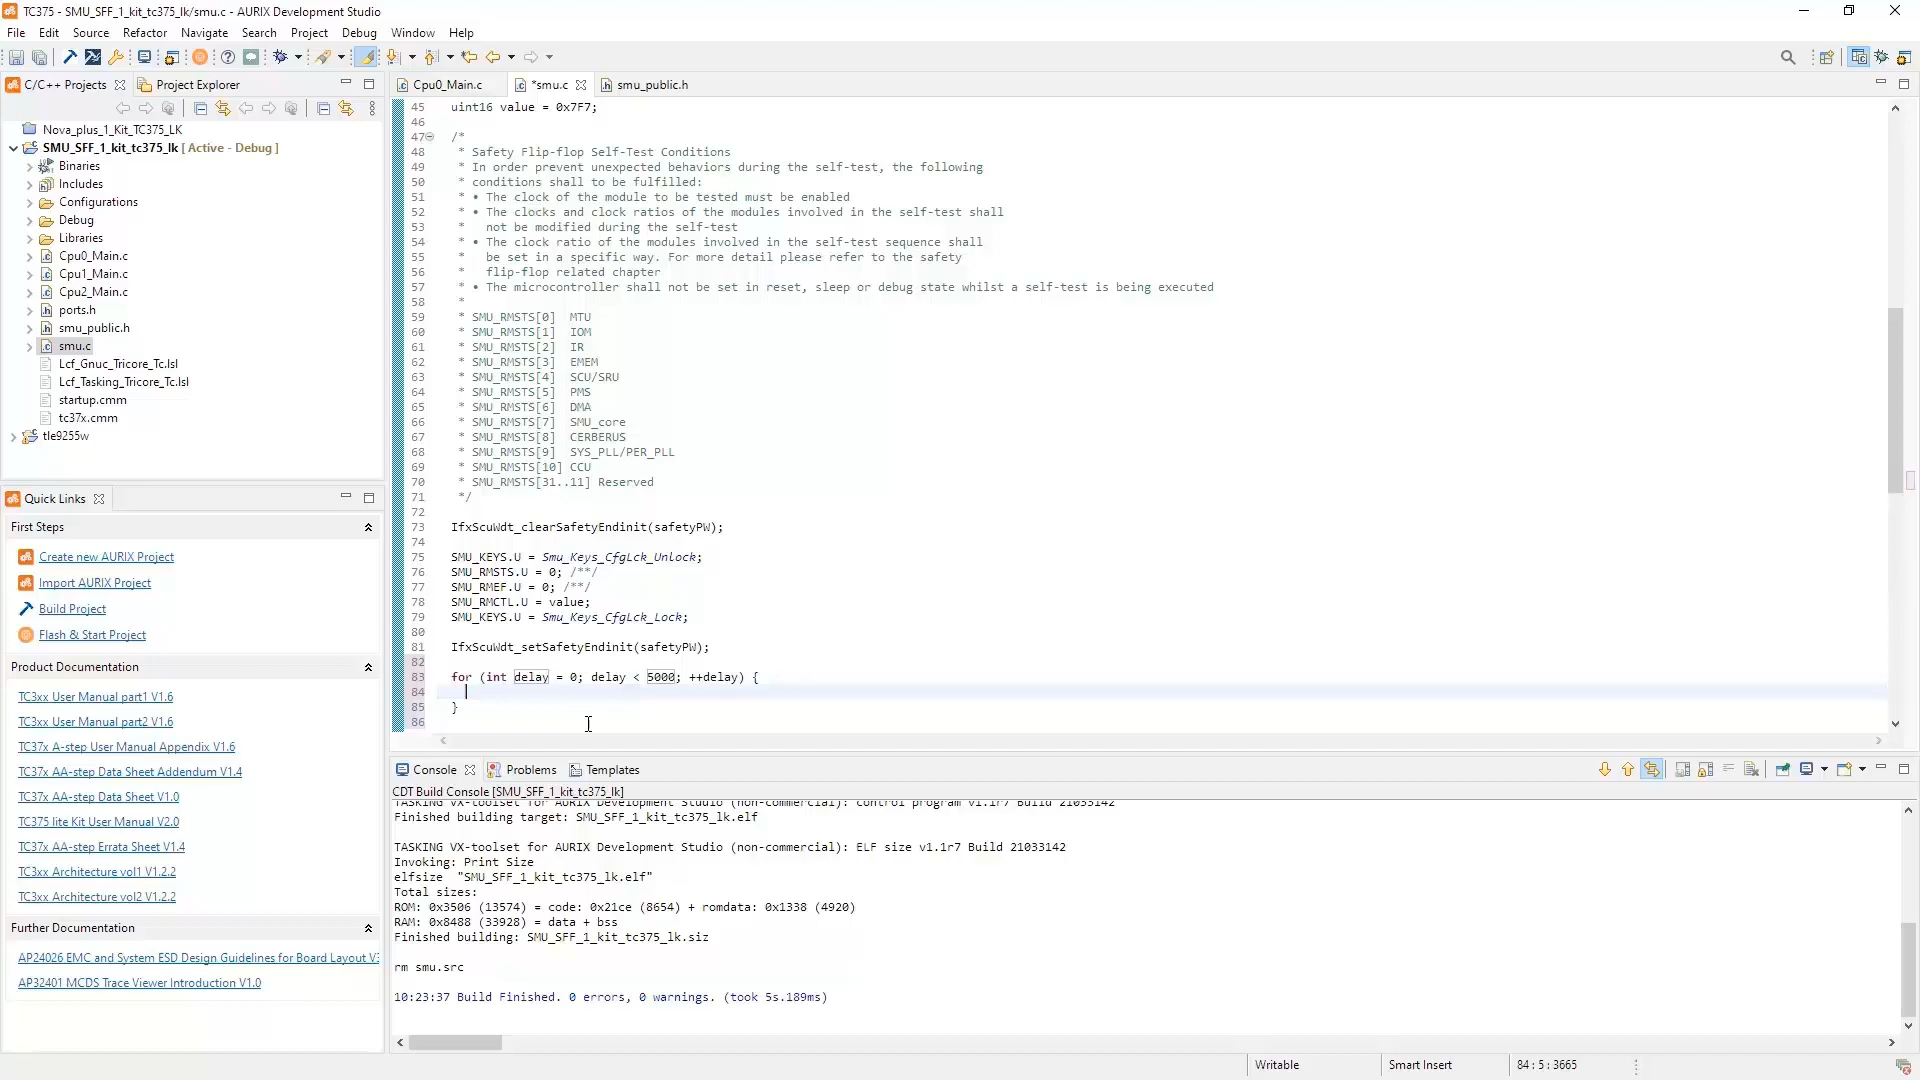 TC375 - SMU_SFF_1_kit_tc375_lk/smu.c - AURIX Development Studio
File Edit Source Refactor Navigate Search Project Debug Window Help
C/C++ Projects
Project Explorer
Nova_plus_1_Kit_TC375_LK
SMU_SFF_1_kit_tc375_lk [ Active - Debug ]
Binaries
Includes
Configurations
Debug
Libraries
Cpu0_Main.c
Cpu1_Main.c
Cpu2_Main.c
ports.h
smu_public.h
smu.c
Lcf_Gnuc_Tricore_Tc.lsl
Lcf_Tasking_Tricore_Tc.lsl
startup.cmm
tc37x.cmm
tle9255w
Quick Links
First Steps
Create new AURIX Project
Import AURIX Project
Build Project
Flash & Start Project
Product Documentation
TC3xx User Manual part1 V1.6
TC3xx User Manual part2 V1.6
TC37x A-step User Manual Appendix V1.6
TC37x AA-step Data Sheet Addendum V1.4
TC37x AA-step Data Sheet V1.0
TC375 lite Kit User Manual V2.0
TC37x AA-step Errata Sheet V1.4
TC3xx Architecture vol1 V1.2.2
TC3xx Architecture vol2 V1.2.2
Further Documentation
AP24026 EMC and System ESD Design Guidelines for Board Layout V3
AP32401 MCDS Trace Viewer Introduction V1.0
Cpu0_Main.c
*smu.c
smu_public.h
45 uint16 value = 0x7F7;
46
47 /*
48 * Safety Flip-flop Self-Test Conditions
49 * In order prevent unexpected behaviors during the self-test, the following
50 * conditions shall to be fulfilled:
51 * • The clock of the module to be tested must be enabled
52 * • The clocks and clock ratios of the modules involved in the self-test shall
53 * not be modified during the self-test
54 * • The clock ratio of the modules involved in the self-test sequence shall
55 * be set in a specific way. For more detail please refer to the safety
56 * flip-flop related chapter
57 * • The microcontroller shall not be set in reset, sleep or debug state whilst a self-test is being executed
58 *
59 * SMU_RMSTS[0] MTU
60 * SMU_RMSTS[1] IOM
61 * SMU_RMSTS[2] IR
62 * SMU_RMSTS[3] EMEM
63 * SMU_RMSTS[4] SCU/SRU
64 * SMU_RMSTS[5] PMS
65 * SMU_RMSTS[6] DMA
66 * SMU_RMSTS[7] SMU_core
67 * SMU_RMSTS[8] CERBERUS
68 * SMU_RMSTS[9] SYS_PLL/PER_PLL
69 * SMU_RMSTS[10] CCU
70 * SMU_RMSTS[31..11] Reserved
71 */
72
73 IfxScuWdt_clearSafetyEndinit(safetyPW);
74
75 SMU_KEYS.U = Smu_Keys_CfgLck_Unlock;
76 SMU_RMSTS.U = 0; /**/
77 SMU_RMEF.U = 0; /**/
78 SMU_RMCTL.U = value;
79 SMU_KEYS.U = Smu_Keys_CfgLck_Lock;
80
81 IfxScuWdt_setSafetyEndinit(safetyPW);
82
83 for (int delay = 0; delay < 5000; ++delay) {
84
85 }
86
Console Problems Templates
CDT Build Console [SMU_SFF_1_kit_tc375_lk]
TASKING VX-toolset for AURIX Development Studio (non-commercial): control program v1.1r7 Build 21033142
Finished building target: SMU_SFF_1_kit_tc375_lk.elf
TASKING VX-toolset for AURIX Development Studio (non-commercial): ELF size v1.1r7 Build 21033142
Invoking: Print Size
elfsize "SMU_SFF_1_kit_tc375_lk.elf"
Total sizes:
ROM: 0x3506 (13574) = code: 0x21ce (8654) + romdata: 0x1338 (4920)
RAM: 0x8488 (33928) = data + bss
Finished building: SMU_SFF_1_kit_tc375_lk.siz
rm smu.src
10:23:37 Build Finished. 0 errors, 0 warnings. (took 5s.189ms)
Writable
Smart Insert
84 : 5 : 3665